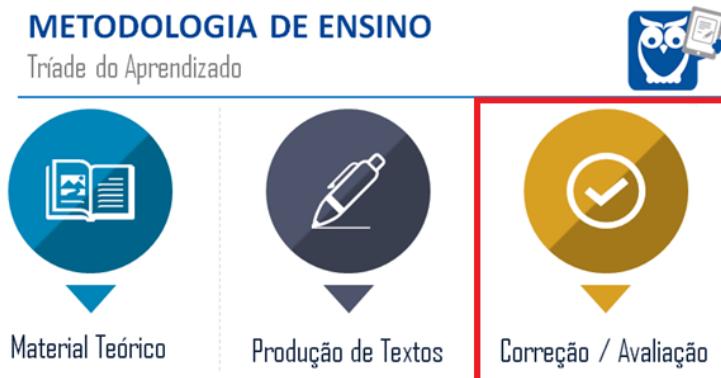 METODOLOGIA DE ENSINO
Tríade do Aprendizado
Material Teórico
Produção de Textos
Correção / Avaliação